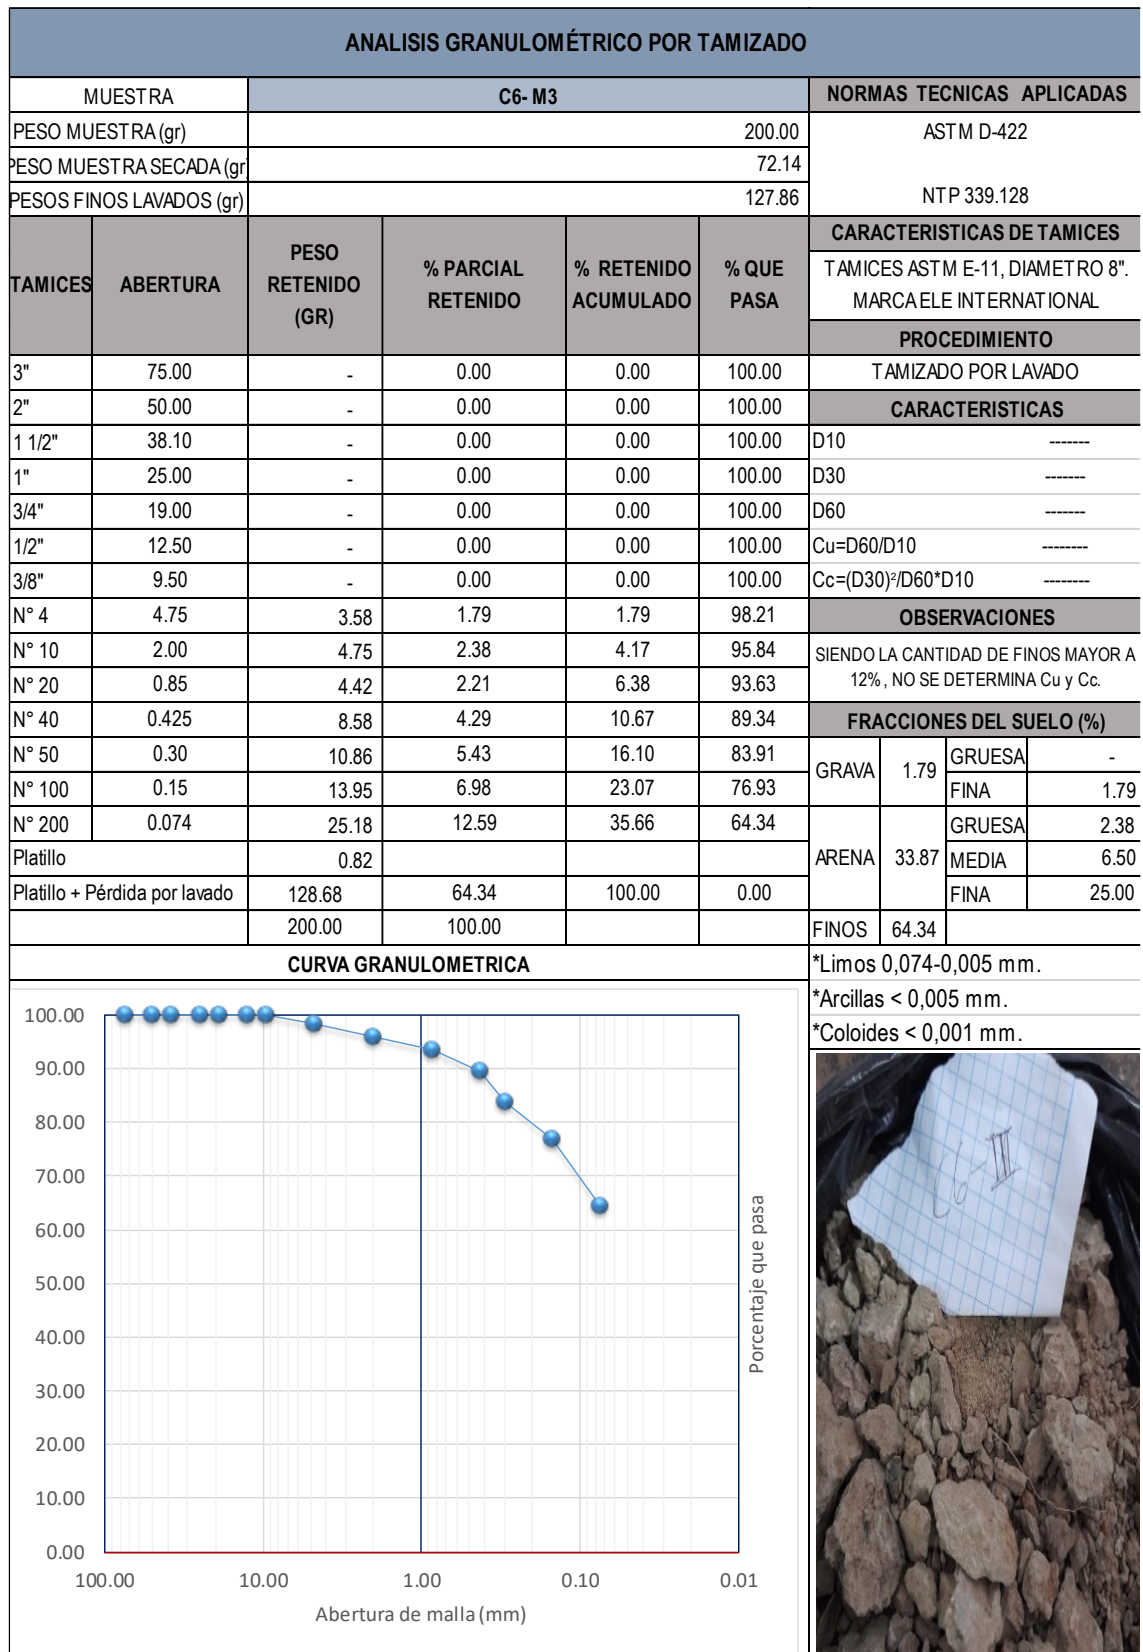 ANALISIS GRANULOMÉTRICO POR TAMIZADO
MUESTRA C6- M3 NORMAS TECNICAS APLICADAS
PESO MUESTRA (gr) 200.00 ASTM D-422
PESO MUESTRA SECADA (gr) 72.14
PESOS FINOS LAVADOS (gr) 127.86 NTP 339.128
TAMICES ABERTURA PESO RETENIDO (GR) % PARCIAL RETENIDO % RETENIDO ACUMULADO % QUE PASA
CARACTERISTICAS DE TAMICES
TAMICES ASTM E-11, DIAMETRO 8".
MARCA ELE INTERNATIONAL
PROCEDIMIENTO
3" 75.00 - 0.00 0.00 100.00 TAMIZADO POR LAVADO
2" 50.00 - 0.00 0.00 100.00 CARACTERISTICAS
1 1/2" 38.10 - 0.00 0.00 100.00 D10 -------
1" 25.00 - 0.00 0.00 100.00 D30 -------
3/4" 19.00 - 0.00 0.00 100.00 D60 -------
1/2" 12.50 - 0.00 0.00 100.00 Cu=D60/D10 --------
3/8" 9.50 - 0.00 0.00 100.00 Cc=(D30)²/D60*D10 --------
N° 4 4.75 3.58 1.79 1.79 98.21 OBSERVACIONES
N° 10 2.00 4.75 2.38 4.17 95.84 SIENDO LA CANTIDAD DE FINOS MAYOR A
N° 20 0.85 4.42 2.21 6.38 93.63 12% , NO SE DETERMINA Cu y Cc.
N° 40 0.425 8.58 4.29 10.67 89.34 FRACCIONES DEL SUELO (%)
N° 50 0.30 10.86 5.43 16.10 83.91 GRAVA 1.79 GRUESA -
N° 100 0.15 13.95 6.98 23.07 76.93 FINA 1.79
N° 200 0.074 25.18 12.59 35.66 64.34 GRUESA 2.38
Platillo 0.82 ARENA 33.87 MEDIA 6.50
Platillo + Pérdida por lavado 128.68 64.34 100.00 0.00 FINA 25.00
200.00 100.00 FINOS 64.34
CURVA GRANULOMETRICA
*Limos 0,074-0,005 mm.
*Arcillas < 0,005 mm.
*Coloides < 0,001 mm.
100.00
90.00
80.00
70.00
60.00
50.00
40.00
30.00
20.00
10.00
0.00
100.00 10.00 1.00 0.10 0.01
Abertura de malla (mm)
Porcentaje que pasa
C6-III